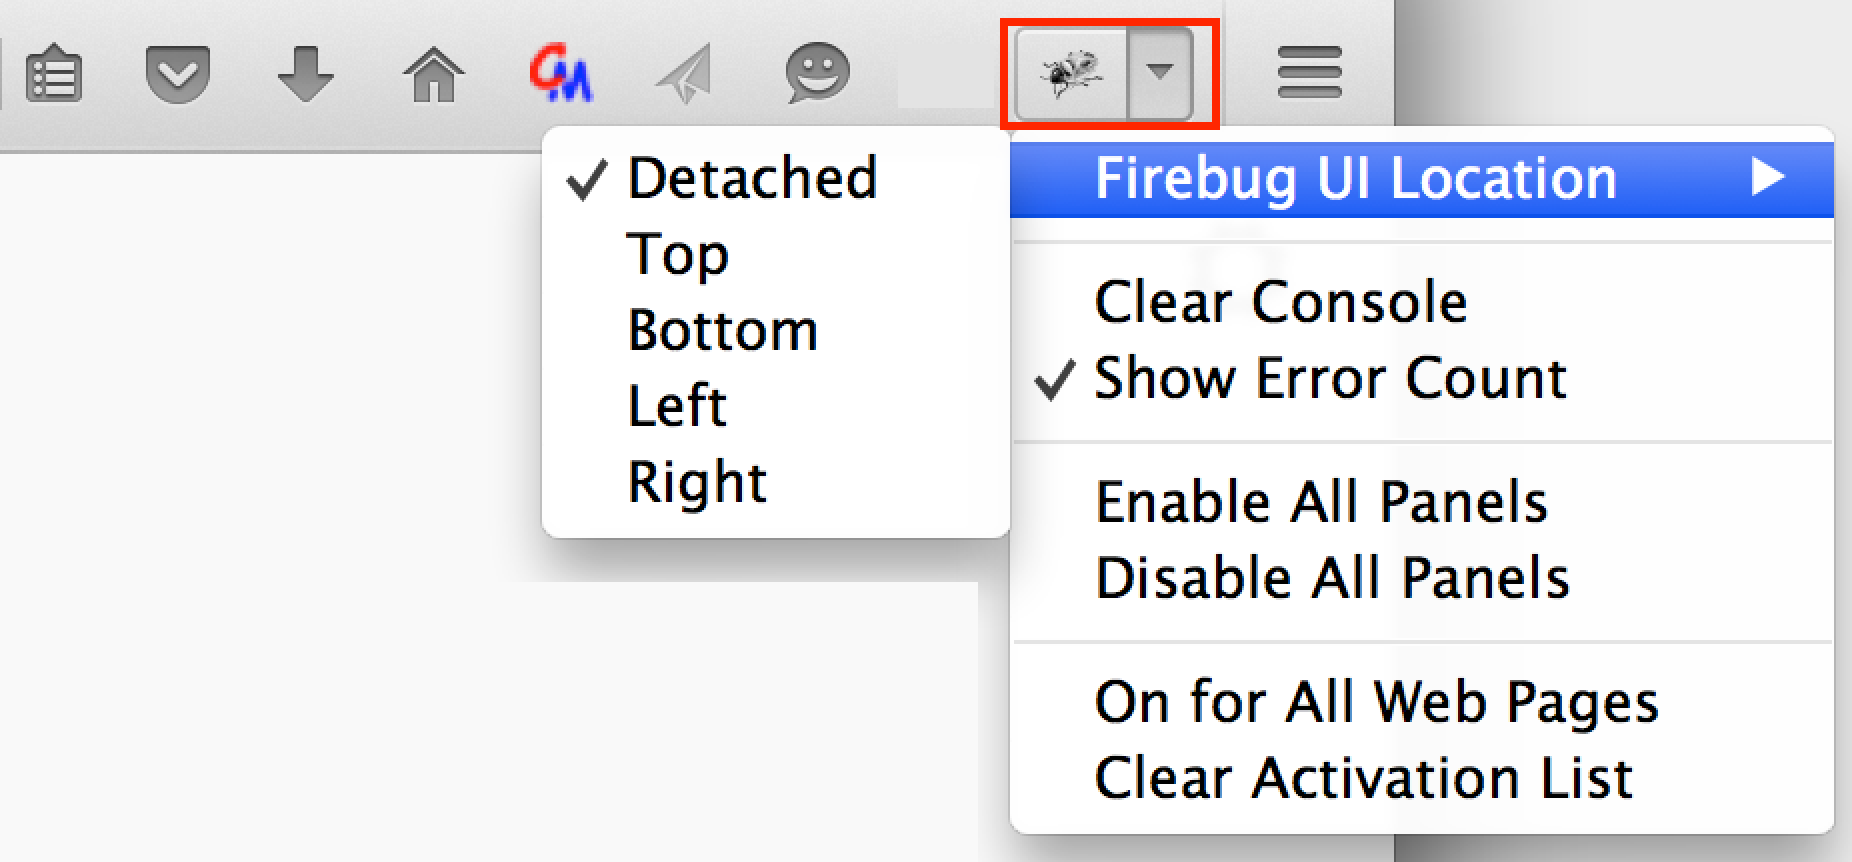 GM
Detached
Top
Bottom
Left
Right
Firebug UI Location
Clear Console
Show Error Count
Enable All Panels
Disable All Panels
On for All Web Pages
Clear Activation List